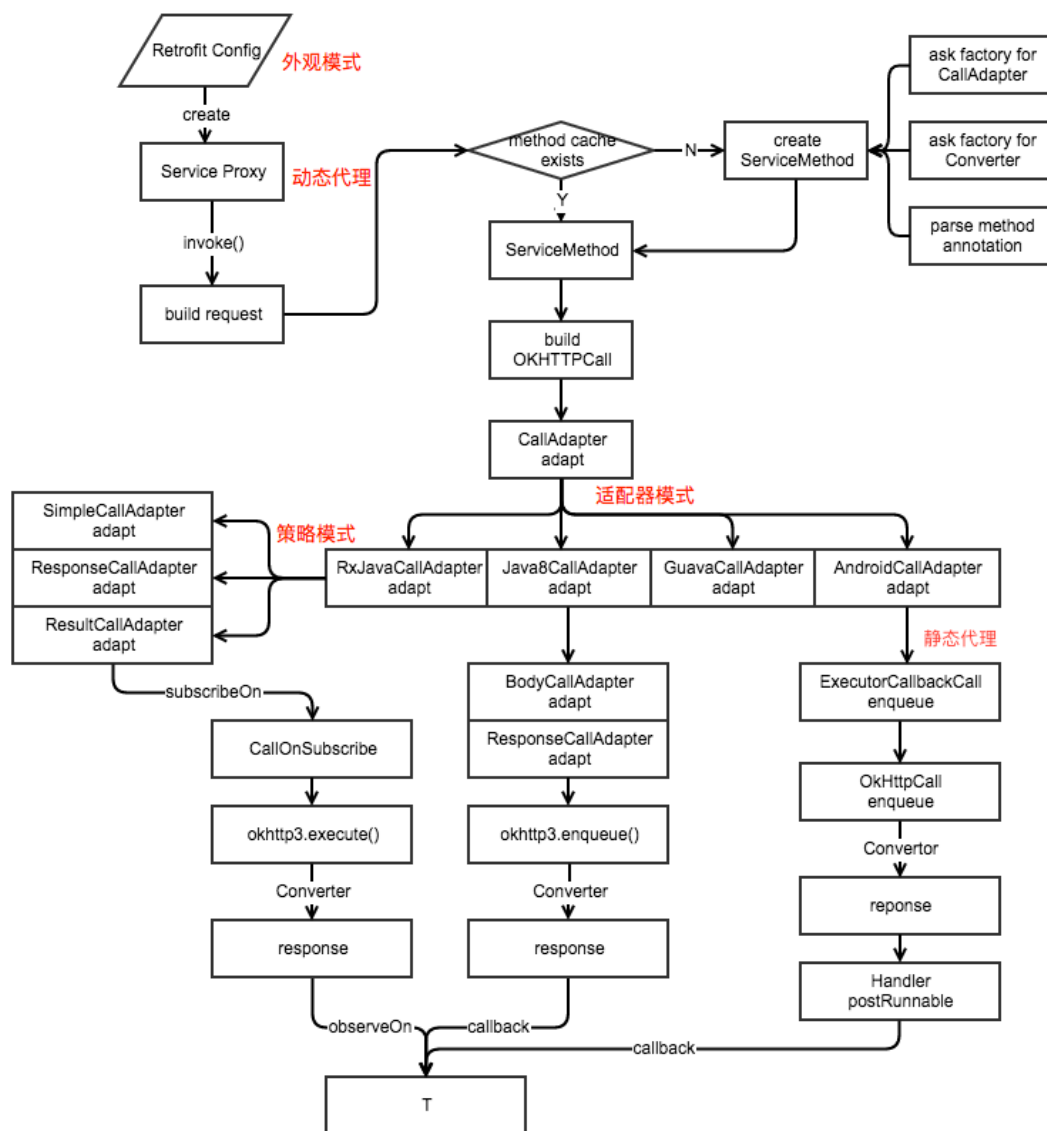 Retrofit Config
外观模式
create
Service Proxy
动态代理
invoke()
build request
method cache
exists
N
Y
create
ServiceMethod
ask factory for
CallAdapter
ask factory for
Converter
parse method
annotation
ServiceMethod
build
OKHTTPCall
CallAdapter
adapt
适配器模式
策略模式
SimpleCallAdapter
adapt
ResponseCallAdapter
adapt
ResultCallAdapter
adapt
RxJavaCallAdapter
adapt
Java8CallAdapter
adapt
GuavaCallAdapter
adapt
AndroidCallAdapter
adapt
静态代理
subscribeOn
CallOnSubscribe
okhttp3.execute()
Converter
response
observeOn
BodyCallAdapter
adapt
ResponseCallAdapter
adapt
okhttp3.enqueue()
Converter
response
callback
ExecutorCallbackCall
enqueue
OkHttpCall
enqueue
Convertor
reponse
Handler
postRunnable
callback
T